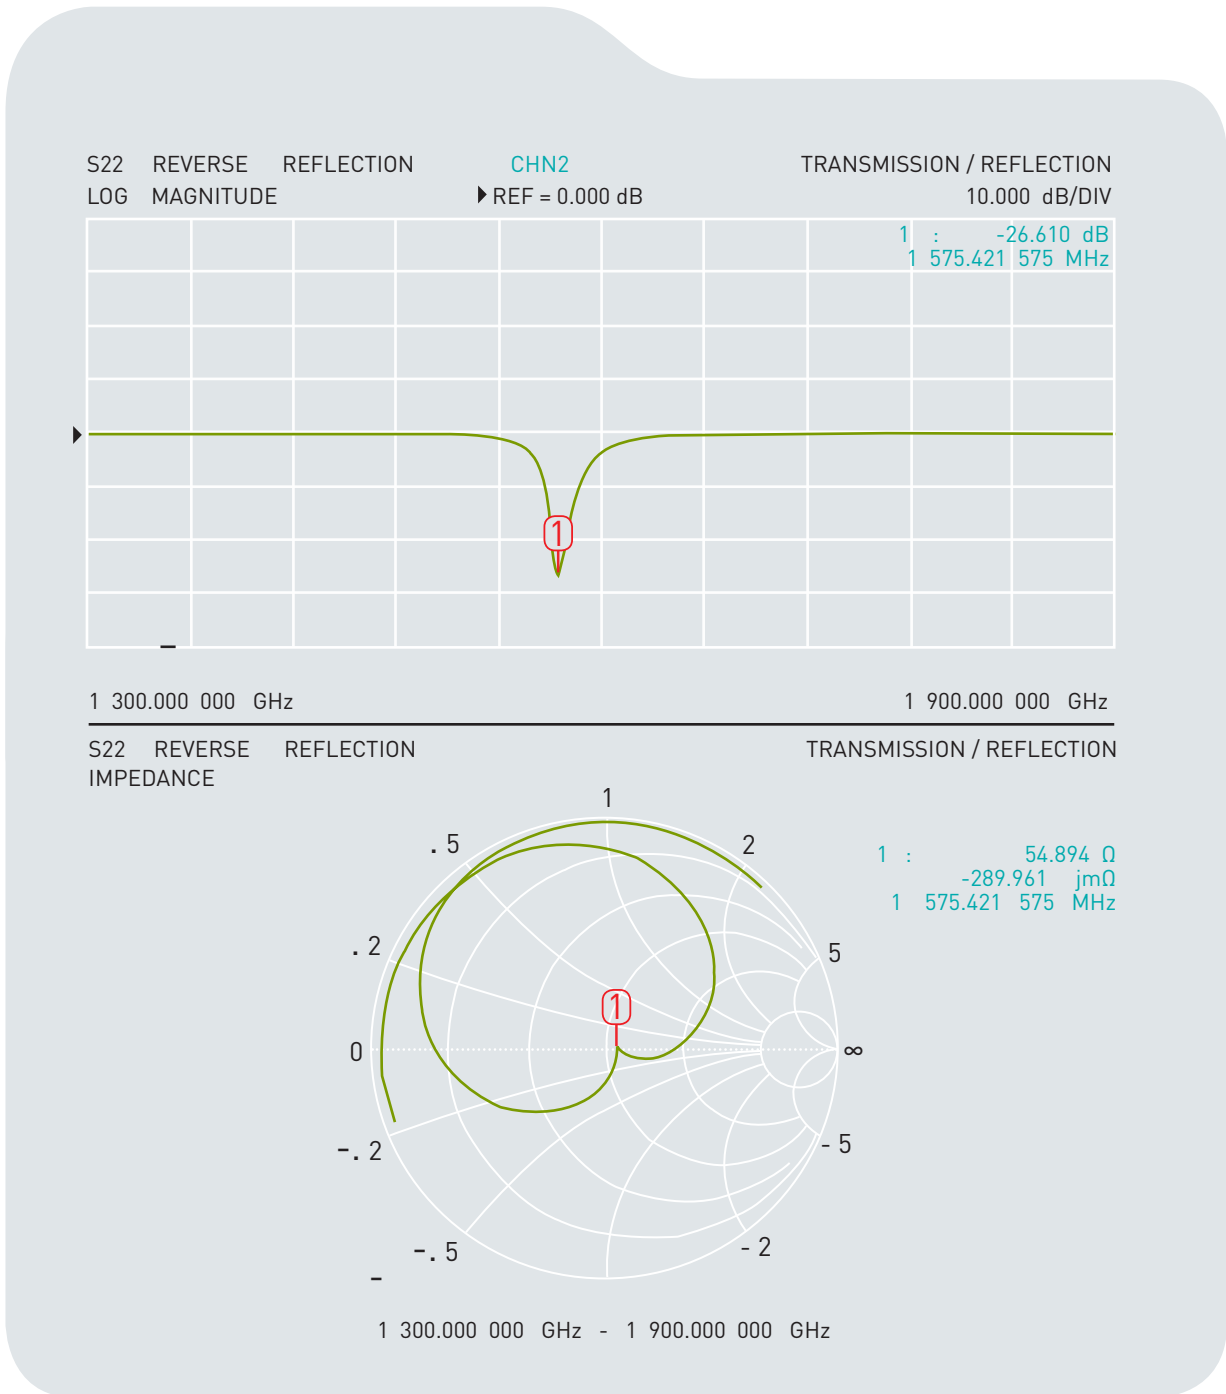 S22 REVERSE REFLECTION CHN2 TRANSMISSION / REFLECTION
LOG MAGNITUDE REF = 0.000 dB 10.000 dB/DIV
1 : -26.610 dB
1 575.421 575 MHz
1
1 300.000 000 GHz 1 900.000 000 GHz
S22 REVERSE REFLECTION TRANSMISSION / REFLECTION
IMPEDANCE
1
. 5 2
1 : 54.894 Ω
-289.961 jmΩ
1 575.421 575 MHz
. 2 5
1
0 ∞
-. 2 - 5
-. 5 - 2
1 300.000 000 GHz - 1 900.000 000 GHz